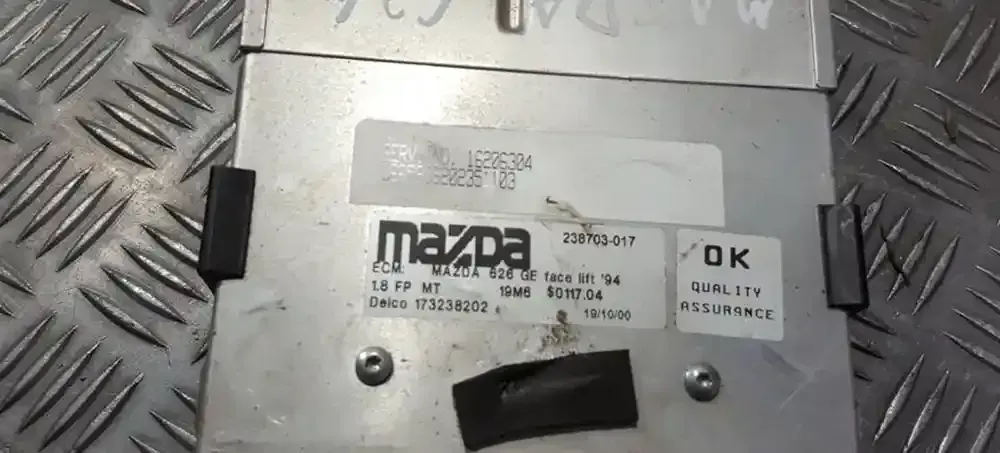 SERV. NO. 16206304
mazda
238703-017
ECM: MAZDA 626 GE face lift '94
1.8 FP MT 19M6 $0117.04
Delco 173238202
19/10/00
OK
QUALITY
ASSURANCE